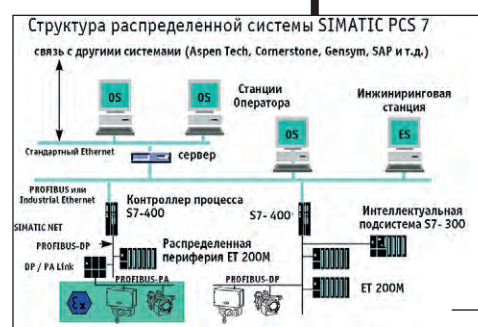 Структура распределенной системы SIMATIC PCS 7
связь с другими системами (Aspen Tech, Cornerstone, Gensym, SAP и т.д.)
OS
OS
Станции
Оператора
Инжиниринговая
станция
OS
ES
Стандартный Ethernet
сервер
PROFIBUS или
Industrial Ethernet
Контроллер процесса
S7-400
S7- 400
Интеллектуальная
подсистема S7- 300
SIMATIC NET
PROFIBUS-DP
Распределенная
периферия ET 200M
DP / PA Link
PROFIBUS-PA
PROFIBUS-DP
ET 200M
Ex